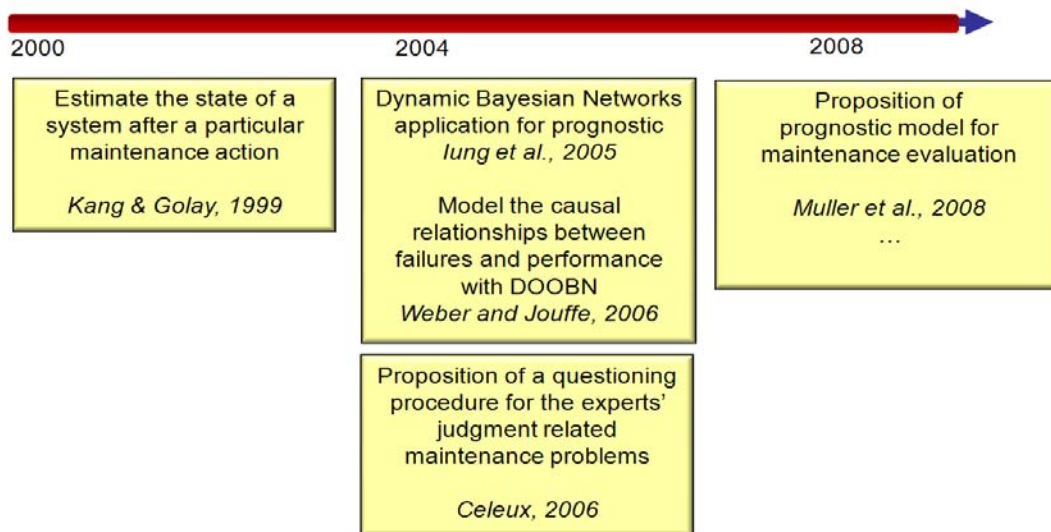 2000
2004
2008
Estimate the state of a
system after a particular
maintenance action
Kang & Golay, 1999
Dynamic Bayesian Networks
application for prognostic
Iung et al., 2005
Model the causal
relationships between
failures and performance
with DOOBN
Weber and Jouffe, 2006
Proposition of a questioning
procedure for the experts’
judgment related
maintenance problems
Celeux, 2006
Proposition of
prognostic model for
maintenance evaluation
Muller et al., 2008
...